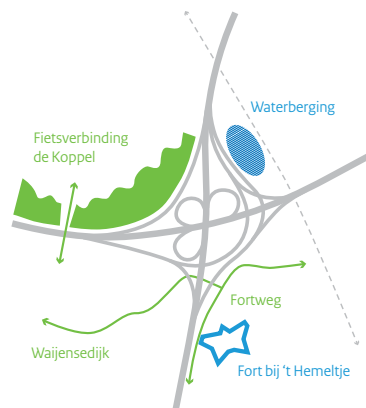 Waterberging
Fietsverbinding
de Koppel
Fortweg
Waijensedijk
Fort bij ‘t Hemeltje